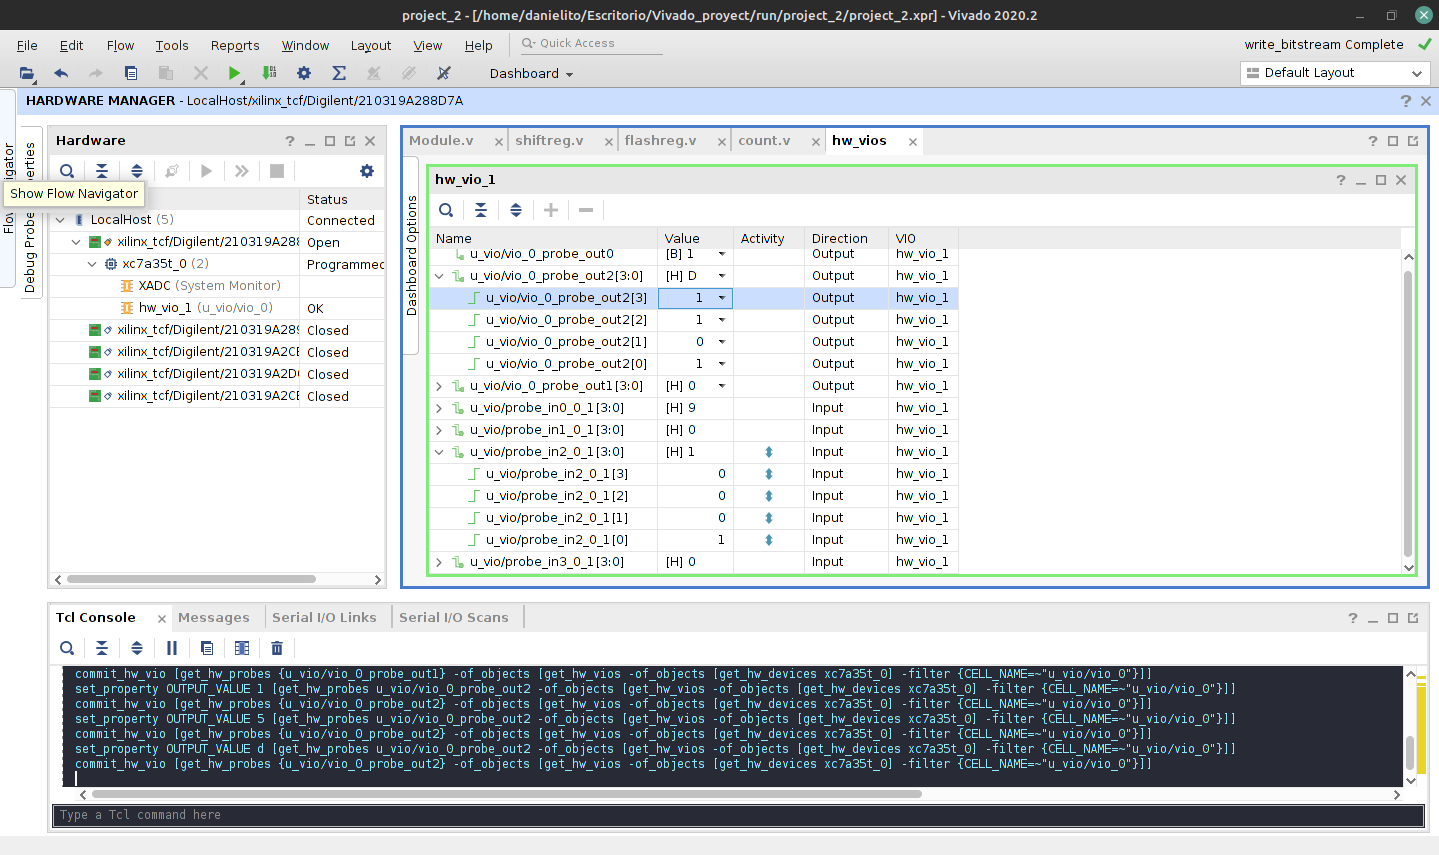 project_2 - [/home/danielito/Escritorio/Vivado_proyect/run/project_2/project_2.xpr] - Vivado 2020.2
File Edit Flow Tools Reports Window Layout View Help Quick Access write_bitstream Complete
Dashboard Default Layout
HARDWARE MANAGER - LocalHost/xilinx_tcf/Digilent/210319A288D7A
Hardware
Show Flow Navigator
Debug Probe
Status
LocalHost (5) Connected
xilinx_tcf/Digilent/210319A288 Open
xc7a35t_0 (2) Programmed
XADC (System Monitor)
hw_vio_1 (u_vio/vio_0) OK
xilinx_tcf/Digilent/210319A289 Closed
xilinx_tcf/Digilent/210319A2CE Closed
xilinx_tcf/Digilent/210319A2D Closed
xilinx_tcf/Digilent/210319A2CE Closed
Module.v shiftreg.v flashreg.v count.v hw_vios
Dashboard Options
hw_vio_1
Name Value Activity Direction VIO
u_vio/vio_0_probe_out0 [B] 1 Output hw_vio_1
u_vio/vio_0_probe_out2[3:0] [H] D Output hw_vio_1
u_vio/vio_0_probe_out2[3] 1 Output hw_vio_1
u_vio/vio_0_probe_out2[2] 1 Output hw_vio_1
u_vio/vio_0_probe_out2[1] 0 Output hw_vio_1
u_vio/vio_0_probe_out2[0] 1 Output hw_vio_1
u_vio/vio_0_probe_out1[3:0] [H] 0 Output hw_vio_1
u_vio/probe_in0_0_1[3:0] [H] 9 Input hw_vio_1
u_vio/probe_in1_0_1[3:0] [H] 0 Input hw_vio_1
u_vio/probe_in2_0_1[3:0] [H] 1 Input hw_vio_1
u_vio/probe_in2_0_1[3] 0 Input hw_vio_1
u_vio/probe_in2_0_1[2] 0 Input hw_vio_1
u_vio/probe_in2_0_1[1] 0 Input hw_vio_1
u_vio/probe_in2_0_1[0] 1 Input hw_vio_1
u_vio/probe_in3_0_1[3:0] [H] 0 Input hw_vio_1
Tcl Console Messages Serial I/O Links Serial I/O Scans
commit_hw_vio [get_hw_probes {u_vio/vio_0_probe_out1} -of_objects [get_hw_vios -of_objects [get_hw_devices xc7a35t_0] -filter {CELL_NAME=~"u_vio/vio_0"}]]
set_property OUTPUT_VALUE 1 [get_hw_probes u_vio/vio_0_probe_out2 -of_objects [get_hw_vios -of_objects [get_hw_devices xc7a35t_0] -filter {CELL_NAME=~"u_vio/vio_0"}]]
commit_hw_vio [get_hw_probes {u_vio/vio_0_probe_out2} -of_objects [get_hw_vios -of_objects [get_hw_devices xc7a35t_0] -filter {CELL_NAME=~"u_vio/vio_0"}]]
set_property OUTPUT_VALUE 5 [get_hw_probes u_vio/vio_0_probe_out2 -of_objects [get_hw_vios -of_objects [get_hw_devices xc7a35t_0] -filter {CELL_NAME=~"u_vio/vio_0"}]]
commit_hw_vio [get_hw_probes {u_vio/vio_0_probe_out2} -of_objects [get_hw_vios -of_objects [get_hw_devices xc7a35t_0] -filter {CELL_NAME=~"u_vio/vio_0"}]]
set_property OUTPUT_VALUE d [get_hw_probes u_vio/vio_0_probe_out2 -of_objects [get_hw_vios -of_objects [get_hw_devices xc7a35t_0] -filter {CELL_NAME=~"u_vio/vio_0"}]]
commit_hw_vio [get_hw_probes {u_vio/vio_0_probe_out2} -of_objects [get_hw_vios -of_objects [get_hw_devices xc7a35t_0] -filter {CELL_NAME=~"u_vio/vio_0"}]]
Type a Tcl command here